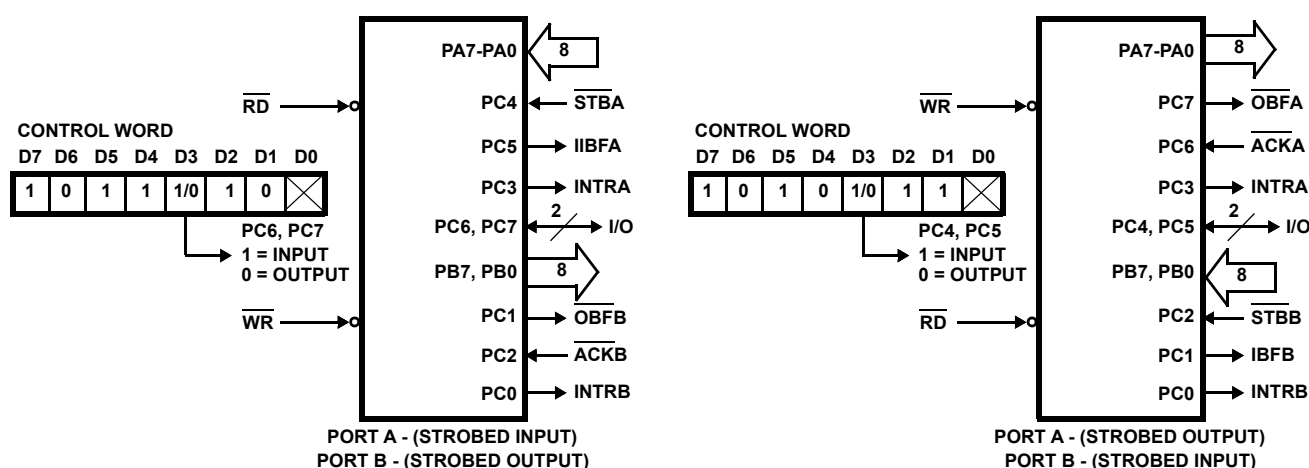 PA7-PA0
8
RD
PC4
STBA
CONTROL WORD
D7 D6 D5 D4 D3 D2 D1 D0
1 0 1 1 1/0 1 0
PC5
IIBFA
PC3
INTRA
PC6, PC7
1 = INPUT
0 = OUTPUT
PC6, PC7
2
I/O
PB7, PB0
8
WR
PC1
OBFB
PC2
ACKB
PC0
INTRB
PORT A - (STROBED INPUT)
PORT B - (STROBED OUTPUT)
PA7-PA0
8
WR
PC7
OBFA
CONTROL WORD
D7 D6 D5 D4 D3 D2 D1 D0
1 0 1 0 1/0 1 1
PC6
ACKA
PC3
INTRA
PC4, PC5
1 = INPUT
0 = OUTPUT
PC4, PC5
2
I/O
PB7, PB0
8
RD
PC2
STBB
PC1
IBFB
PC0
INTRB
PORT A - (STROBED OUTPUT)
PORT B - (STROBED INPUT)